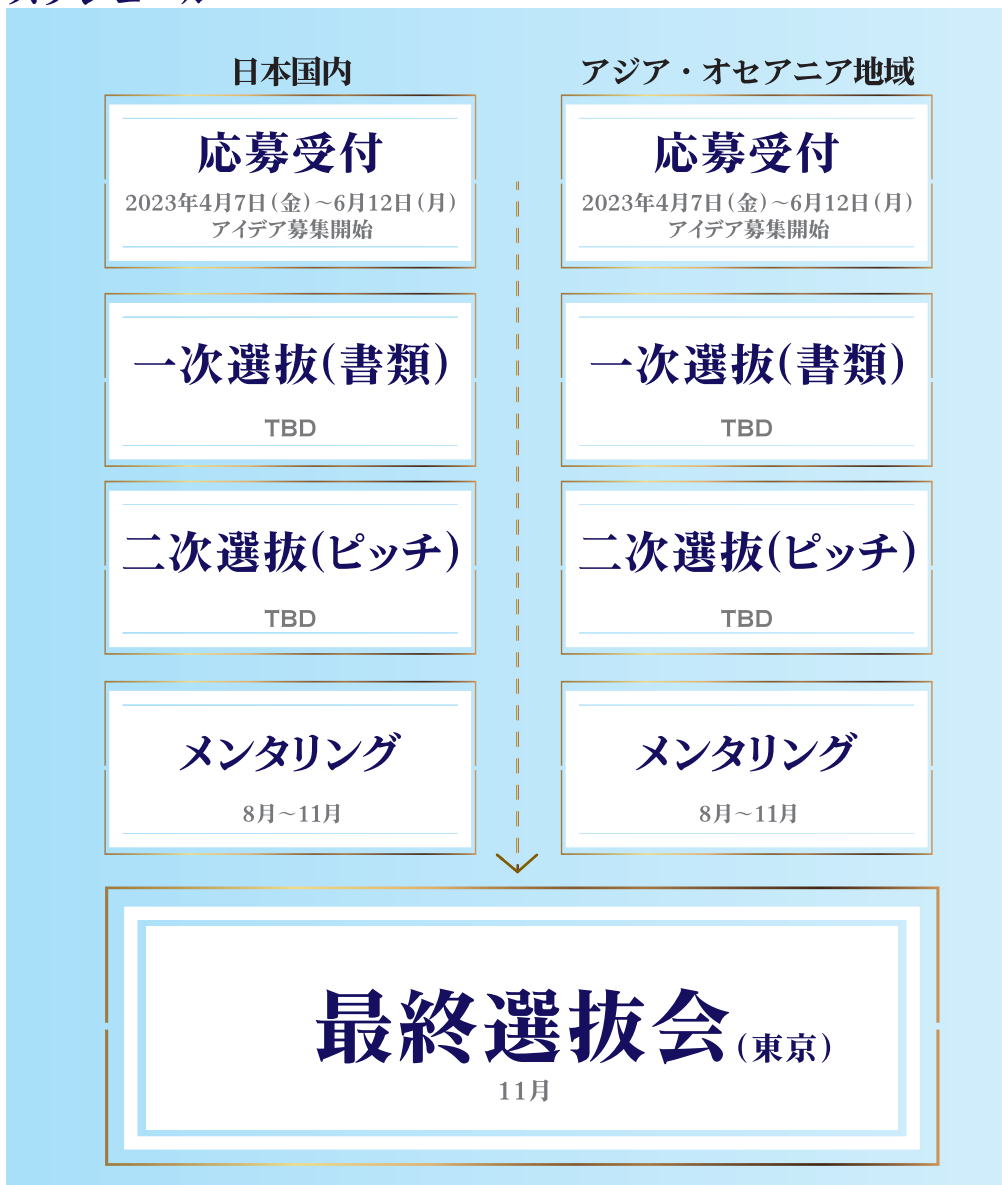 スケジュール
日本国内
応募受付
2023年4月7日（金）～6月12日（月）
アイデア募集開始
一次選抜(書類)
TBD
二次選抜(ピッチ)
TBD
メンタリング
8月～11月
アジア・オセアニア地域
応募受付
2023年4月7日（金）～6月12日（月）
アイデア募集開始
一次選抜(書類)
TBD
二次選抜(ピッチ)
TBD
メンタリング
8月～11月
最終選抜会(東京)
11月